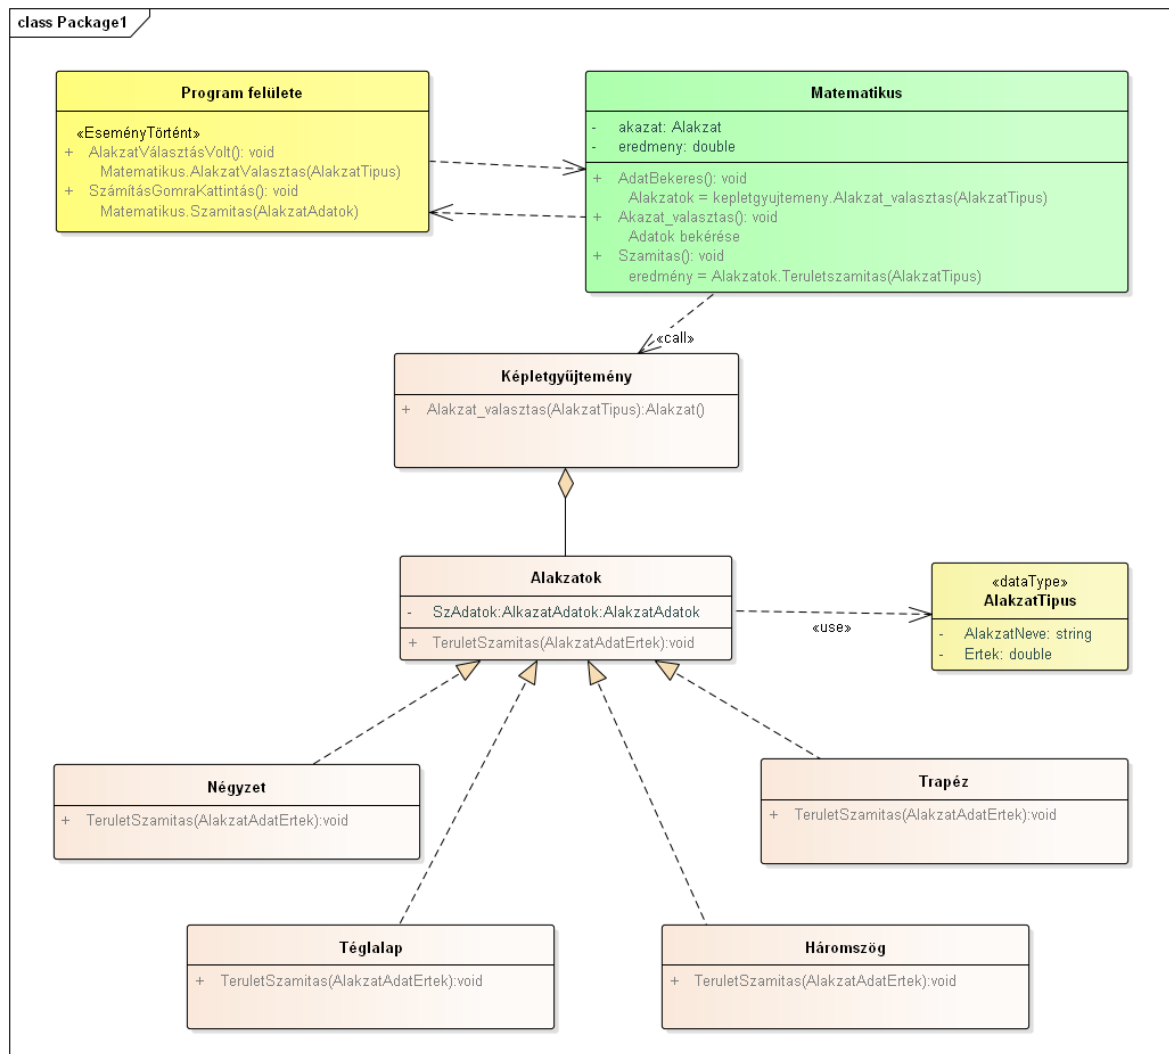 class Package1
Program felülete
«EseményTörtént»
+ AlakzatVálasztásVolt(): void
Matematikus.AlakzatValasztas(AlakzatTipus)
+ SzámításGomraKattintás(): void
Matematikus.Szamitas(AlakzatAdatok)
Matematikus
- akazat: Alakzat
- eredmeny: double
+ AdatBekeres(): void
Alakzatok = kepletgyujtemeny.Alakzat_valasztas(AlakzatTipus)
+ Akazat_valasztas(): void
Adatok bekérése
+ Szamitas(): void
eredmény = Alakzatok.Teruletszamitas(AlakzatTipus)
«call»
Képletgyüjtemény
+ Alakzat_valasztas(AlakzatTipus):Alakzat()
Alakzatok
- SzAdatok:AlkazatAdatok:AlakzatAdatok
+ TeruletSzamitas(AlakzatAdatErtek):void
«use»
«dataType»
AlakzatTipus
- AlakzatNeve: string
- Ertek: double
Négyzet
+ TeruletSzamitas(AlakzatAdatErtek):void
Trapéz
+ TeruletSzamitas(AlakzatAdatErtek):void
Téglalap
+ TeruletSzamitas(AlakzatAdatErtek):void
Háromszög
+ TeruletSzamitas(AlakzatAdatErtek):void